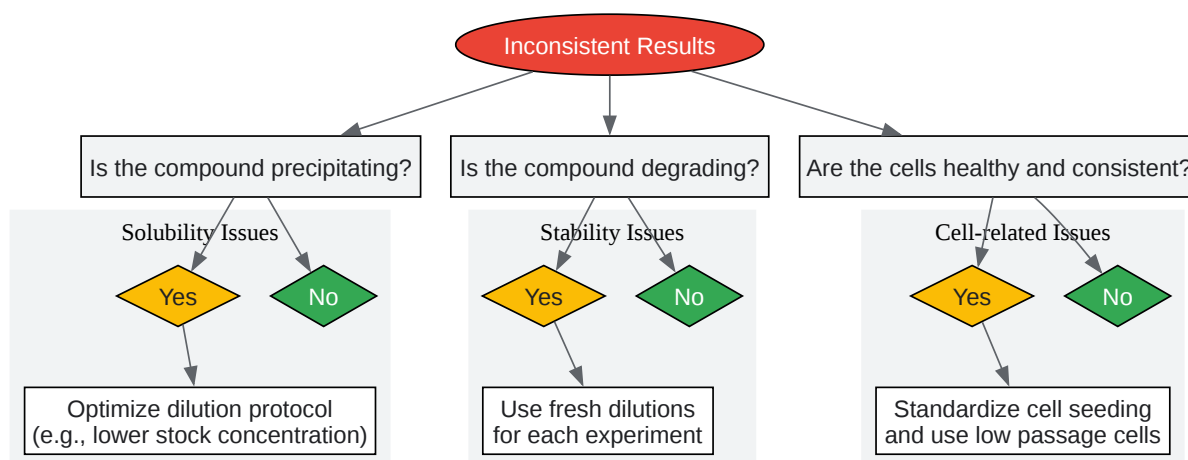 Inconsistent Results
Is the compound precipitating?
Is the compound degrading?
Are the cells healthy and consistent?
Solubility Issues
Stability Issues
Cell-related Issues
Yes
No
Yes
No
Yes
No
Optimize dilution protocol
(e.g., lower stock concentration)
Use fresh dilutions
for each experiment
Standardize cell seeding
and use low passage cells